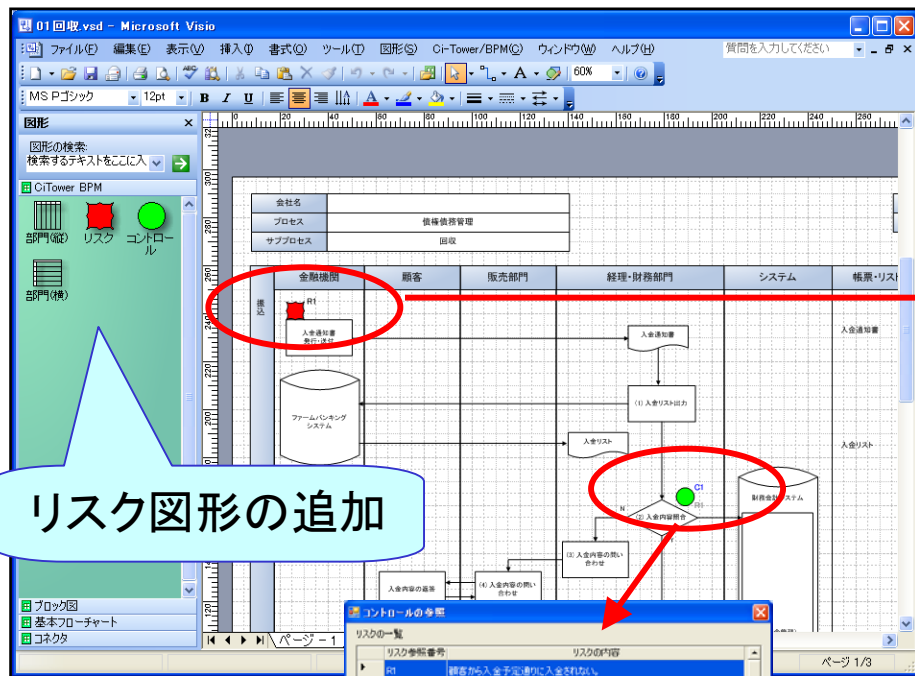 01回収.vsd - Microsoft Visio
ファイル(F) 編集(E) 表示(V) 挿入(I) 書式(O) ツール(T) 図形(S) Ci-Tower/BPM(C) ウィンドウ(W) ヘルプ(H) 質問を入力してください
60%
MS Pゴシック 12pt B I U A
図形
図形の検索:
検索するテキストをここに入
CiTower BPM
部門(縦) リスク コントロール
部門(横)
ブロック図
基本フローチャート
コネクタ
20 40 60 80 100 120 140 160 180 200 220 240 260
会社名
プロセス 債権債務管理
サブプロセス 回収
金融機関 顧客 販売部門 経理・財務部門 システム 帳票・リスト
振込
R1
入金通知書
発行・送付
入金通知書
入金通知書
(1) 入金リスト出力
ファームバンキング
システム
入金リスト
入金リスト
C1
R1
財務会計システム
N
(2) 入金内容照合
(3) 入金内容の問い
合わせ
入金内容の返答
(4) 入金内容の問い
合わせ
リスク図形の追加
ページ - 1
ページ 1/3
コントロールの参照
リスクの一覧
リスク参照番号 リスクの内容
R1 顧客から入金予定通りに入金されない。